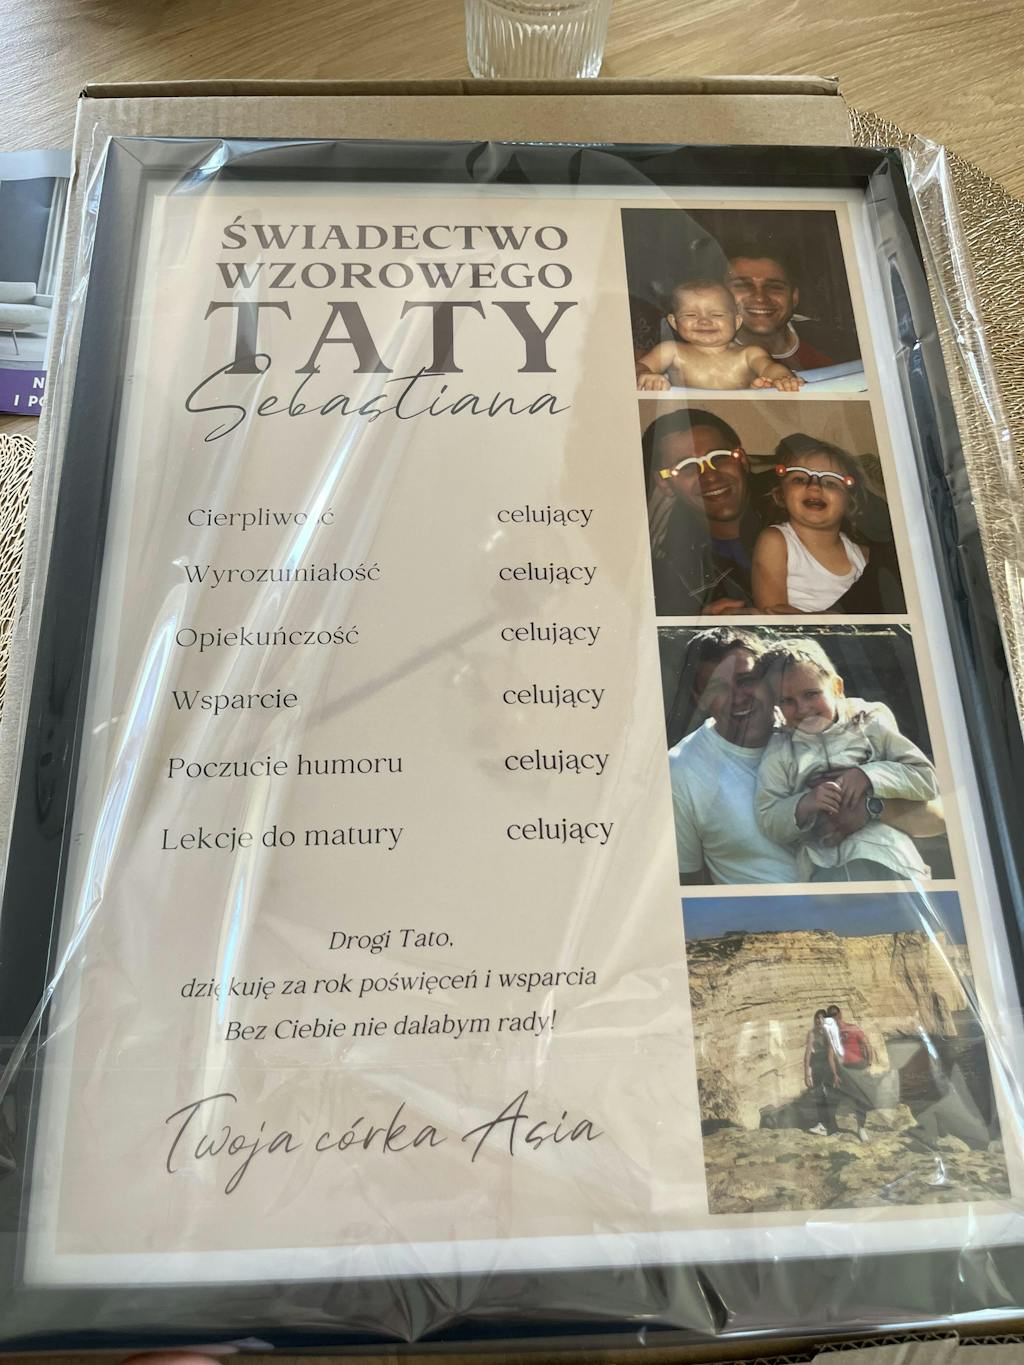 ŚWIADECTWO
WZOROWEGO
TATY
Sebastiana
Cierpliwość celujący
Wyrozumiałość celujący
Opiekuńczość celujący
Wsparcie celujący
Poczucie humoru celujący
Lekcje do matury celujący
Drogi Tato,
dziękuję za rok poświęceń i wsparcia
Bez Ciebie nie dałabym rady!
Twoja córka Asia